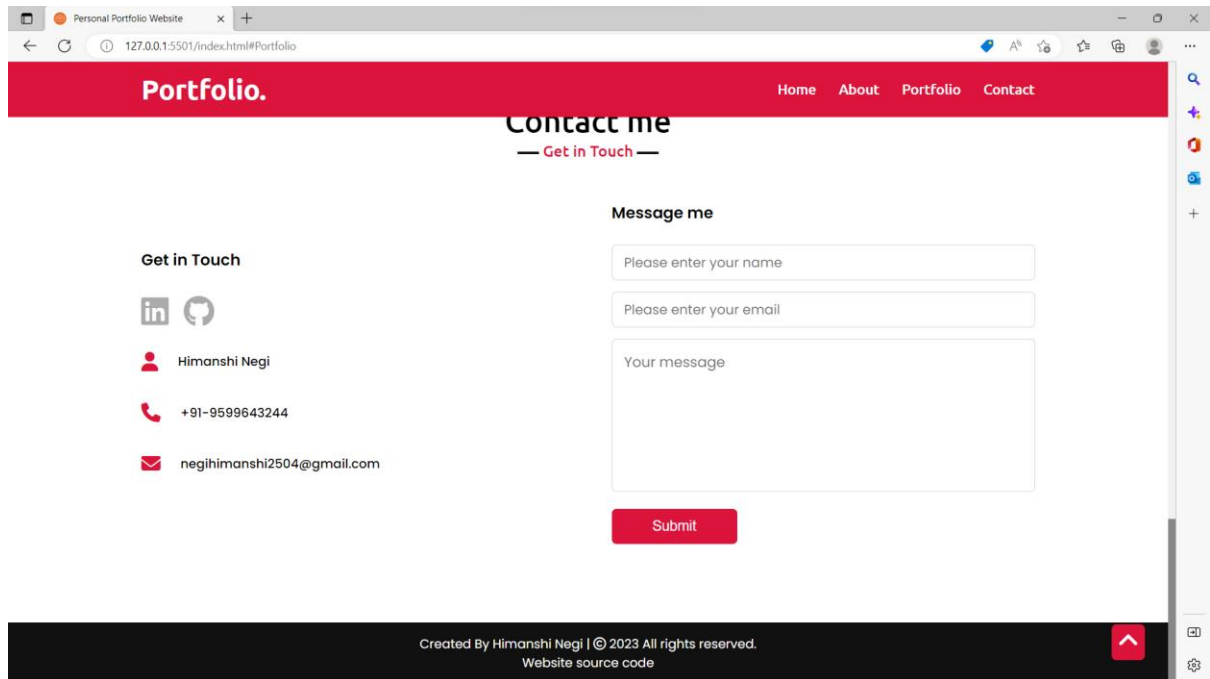 Personal Portfolio Website
127.0.0.1:5501/index.html#Portfolio
Portfolio.
Home About Portfolio Contact
Contact me
Get in Touch
Message me
Get in Touch
Please enter your name
Please enter your email
in
Himanshi Negi
Your message
+91-9599643244
negihimanshi2504@gmail.com
Submit
Created By Himanshi Negi | © 2023 All rights reserved.
Website source code